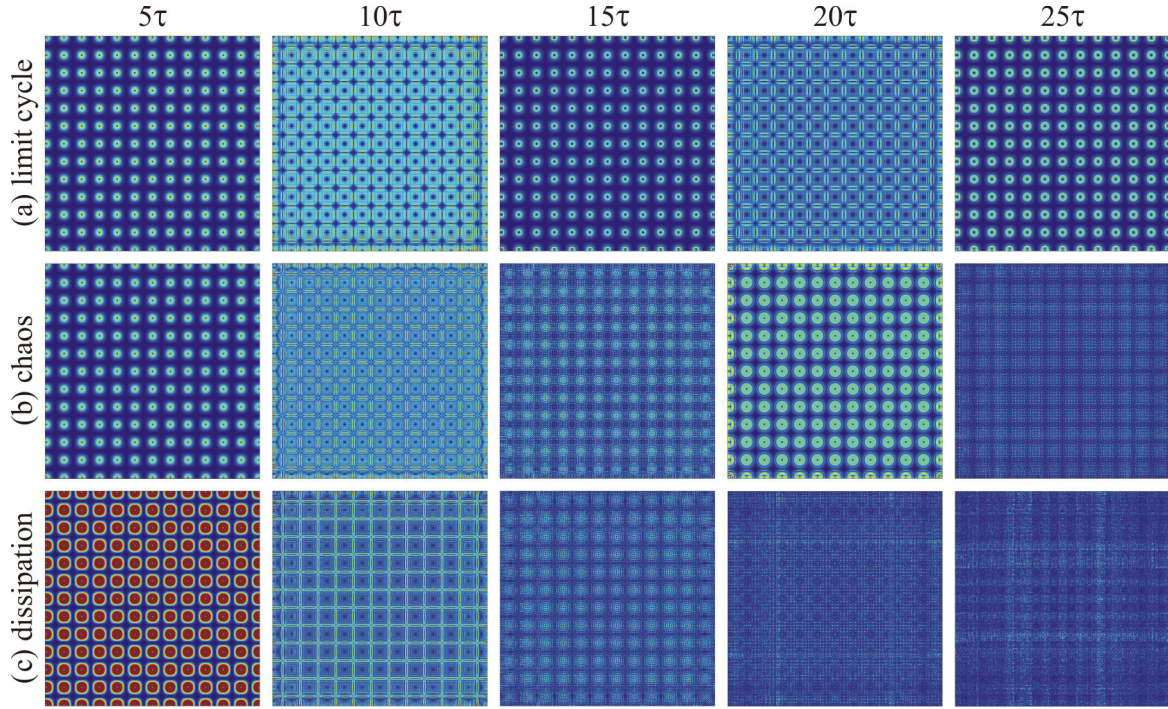 5τ 10τ 15τ 20τ 25τ
(a) limit cycle
(b) chaos
(c) dissipation